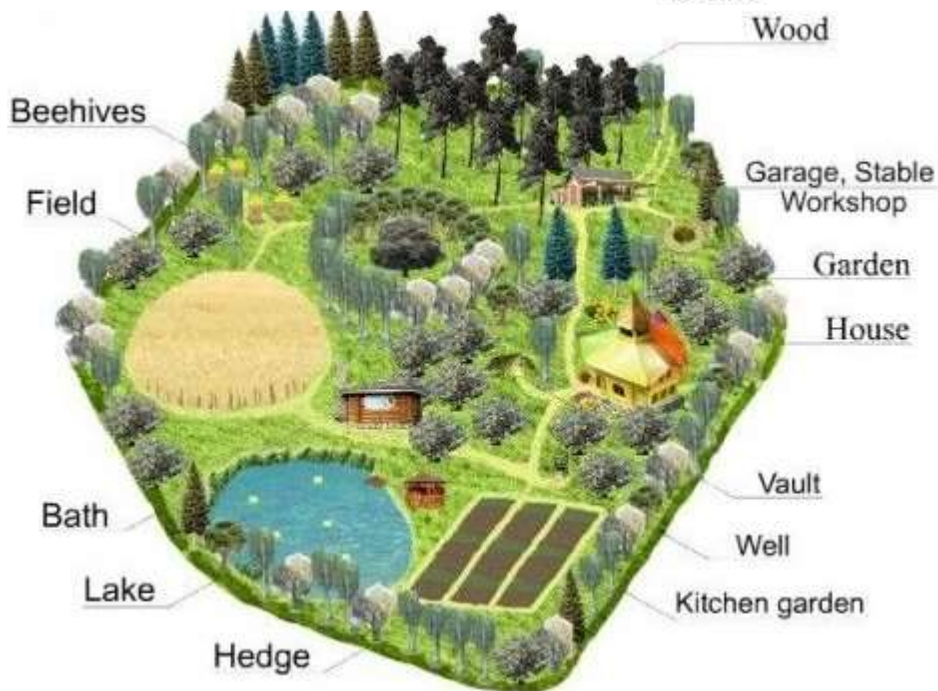 Wood
Beehives
Garage, Stable
Workshop
Field
Garden
House
Vault
Bath
Well
Lake
Kitchen garden
Hedge